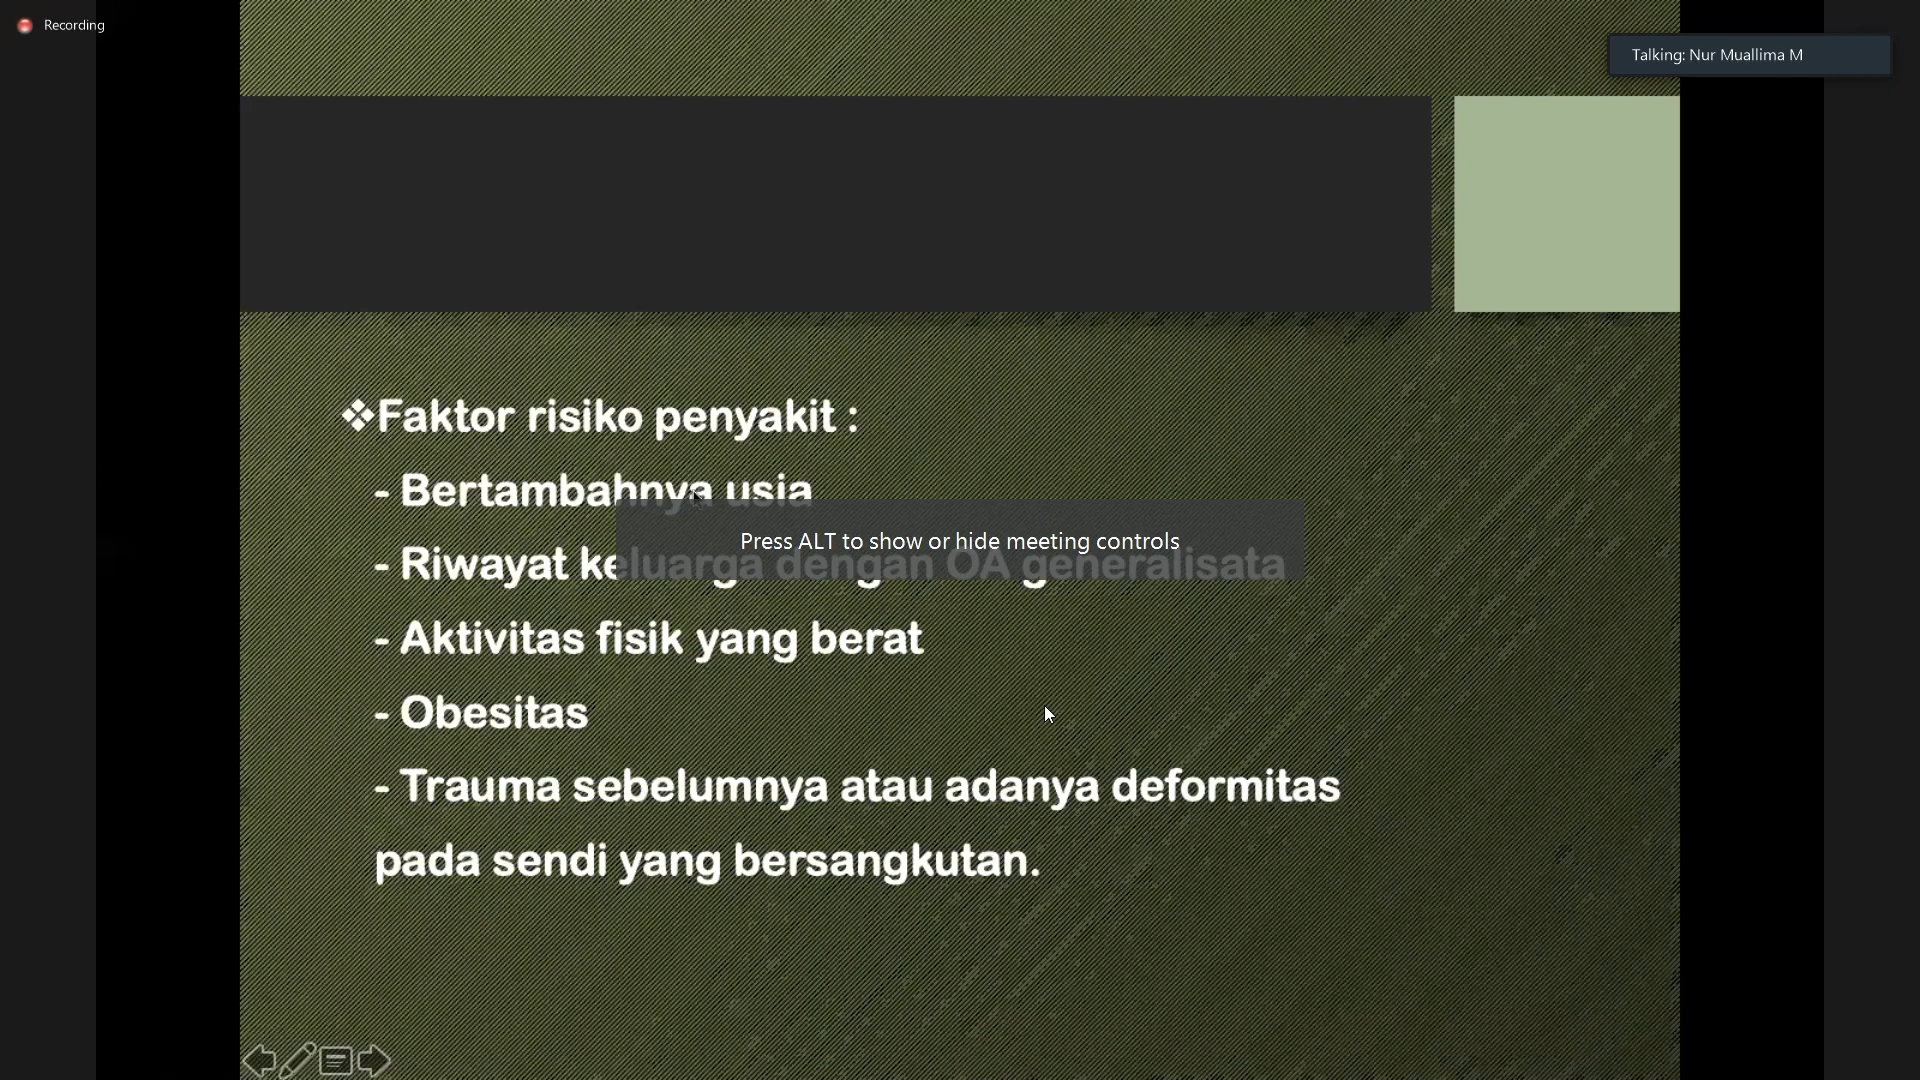 Recording
Talking: Nur Muallima M
❖Faktor risiko penyakit :
- Bertambahnya usia
Press ALT to show or hide meeting controls
- Riwayat keluarga dengan OA generalisata
- Aktivitas fisik yang berat
- Obesitas
- Trauma sebelumnya atau adanya deformitas
pada sendi yang bersangkutan.